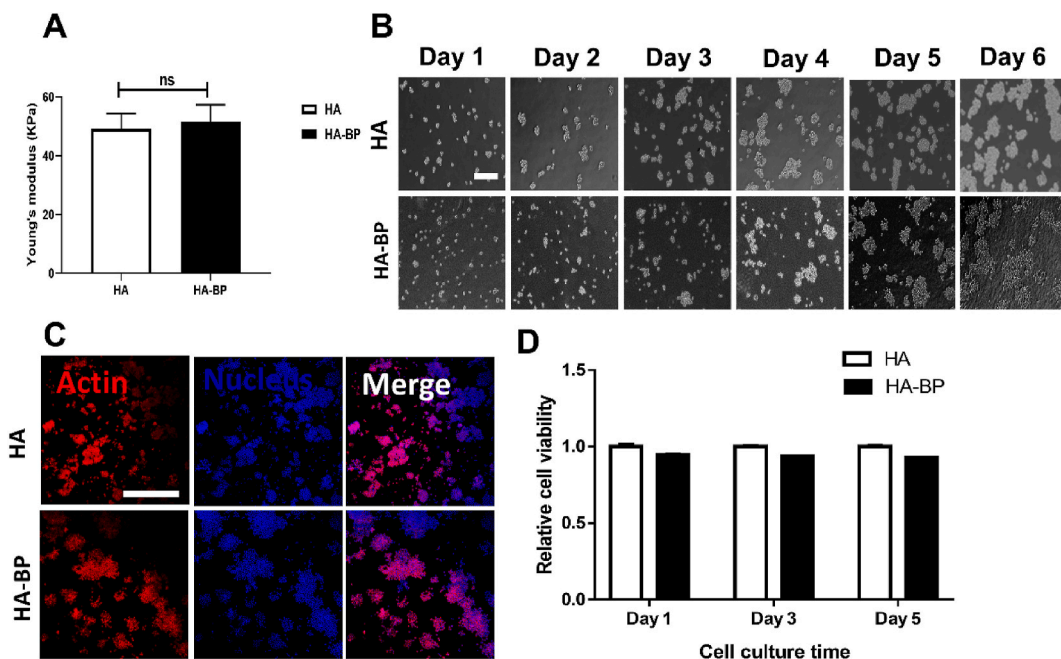 A
ns
Young's modulus (KPa)
60
40
20
0
HA
HA-BP
HA
HA-BP
B
Day 1 Day 2 Day 3 Day 4 Day 5 Day 6
HA
HA-BP
C
Actin Nucleus Merge
HA
HA-BP
D
HA
HA-BP
Relative cell viability
1.5
1.0
0.5
0.0
Day 1 Day 3 Day 5
Cell culture time